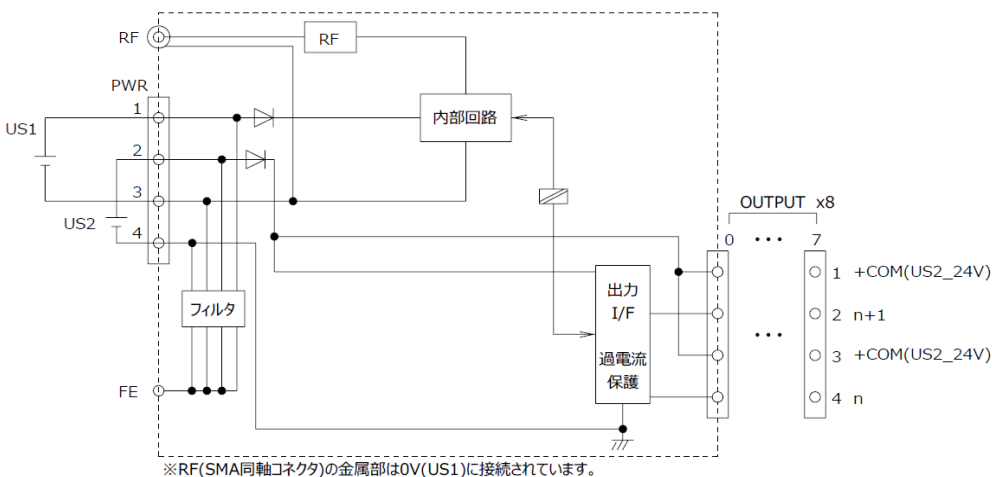 RF
RF
PWR
1
内部回路
US1
2
3
OUTPUT x8
US2
4
0 ・・・ 7
出力
I/F
過電流
保護
1 +COM(US2_24V)
フィルタ
2 n+1
・・・
3 +COM(US2_24V)
FE
4 n
※RF(SMA同軸コネクタ)の金属部は0V(US1)に接続されています。